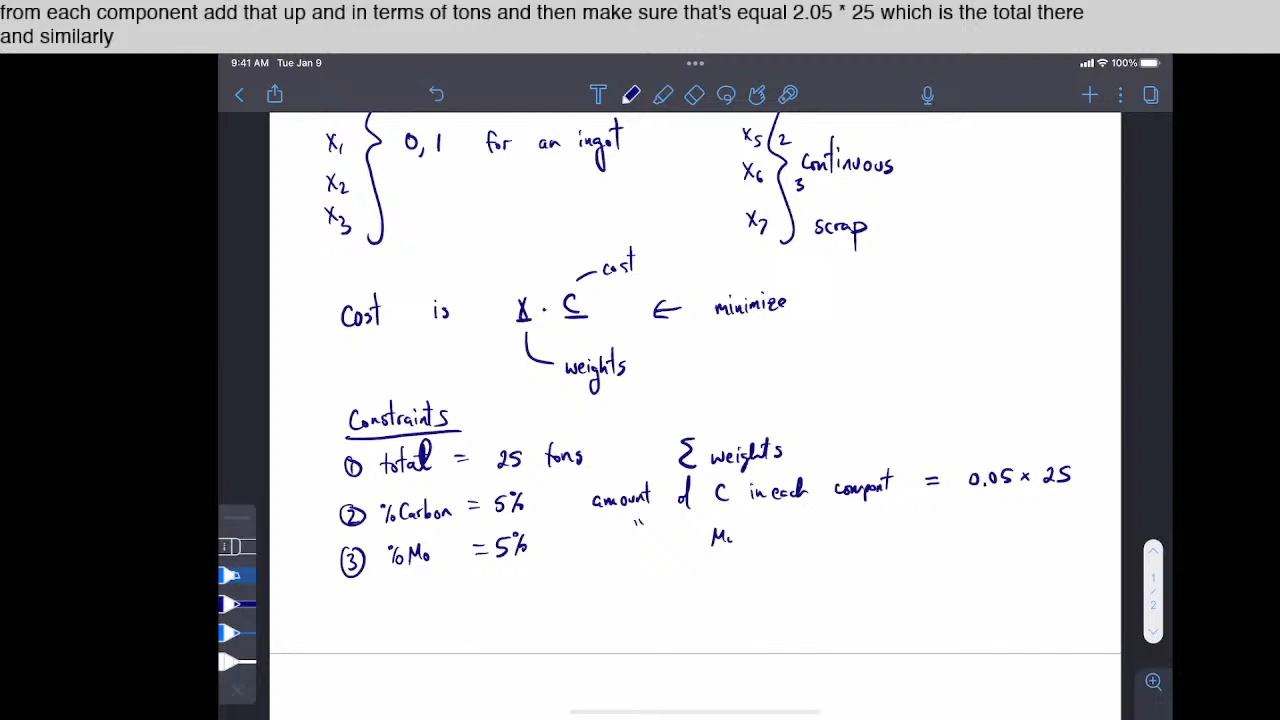 from each component add that up and in terms of tons and then make sure that's equal 2.05 * 25 which is the total there
and similarly
9:41 AM Tue Jan 9
100%
T
x1
x2
x3
0, 1 for an ingot
x5 2
x6 3 continuous
x7 scrap
cost
Cost is x · c ← minimize
weights
Constraints
① total = 25 tons
Σ weights
② % Carbon = 5%
amount of C in each compont = 0.05 × 25
③ % Mo = 5%
" Mo
1
/
2